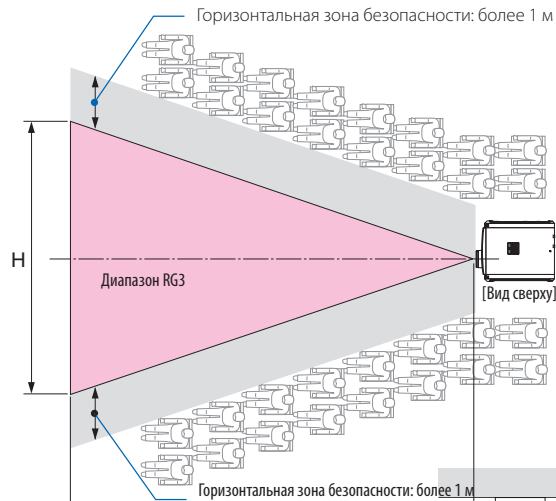 Горизонтальная зона безопасности: более 1 м
H
Диапазон RG3
[Вид сверху]
Горизонтальная зона безопасности: более 1 м